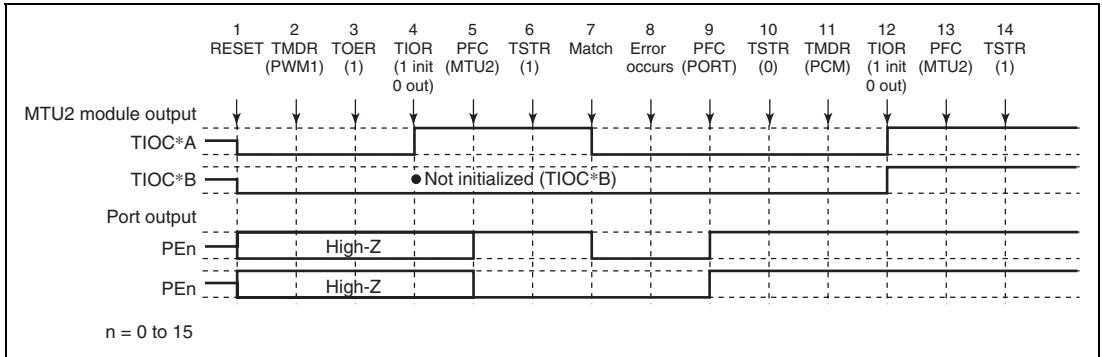 1 2 3 4 5 6 7 8 9 10 11 12 13 14
RESET TMDR TOER TIOR PFC TSTR Match Error PFC TSTR TMDR TIOR PFC TSTR
(PWM1) (1) (1 init (MTU2) (1) occurs (PORT) (0) (PCM) (1 init (MTU2) (1)
0 out) 0 out)
MTU2 module output
TIOC*A
TIOC*B ●Not initialized (TIOC*B)
Port output
PEn High-Z
PEn High-Z
n = 0 to 15